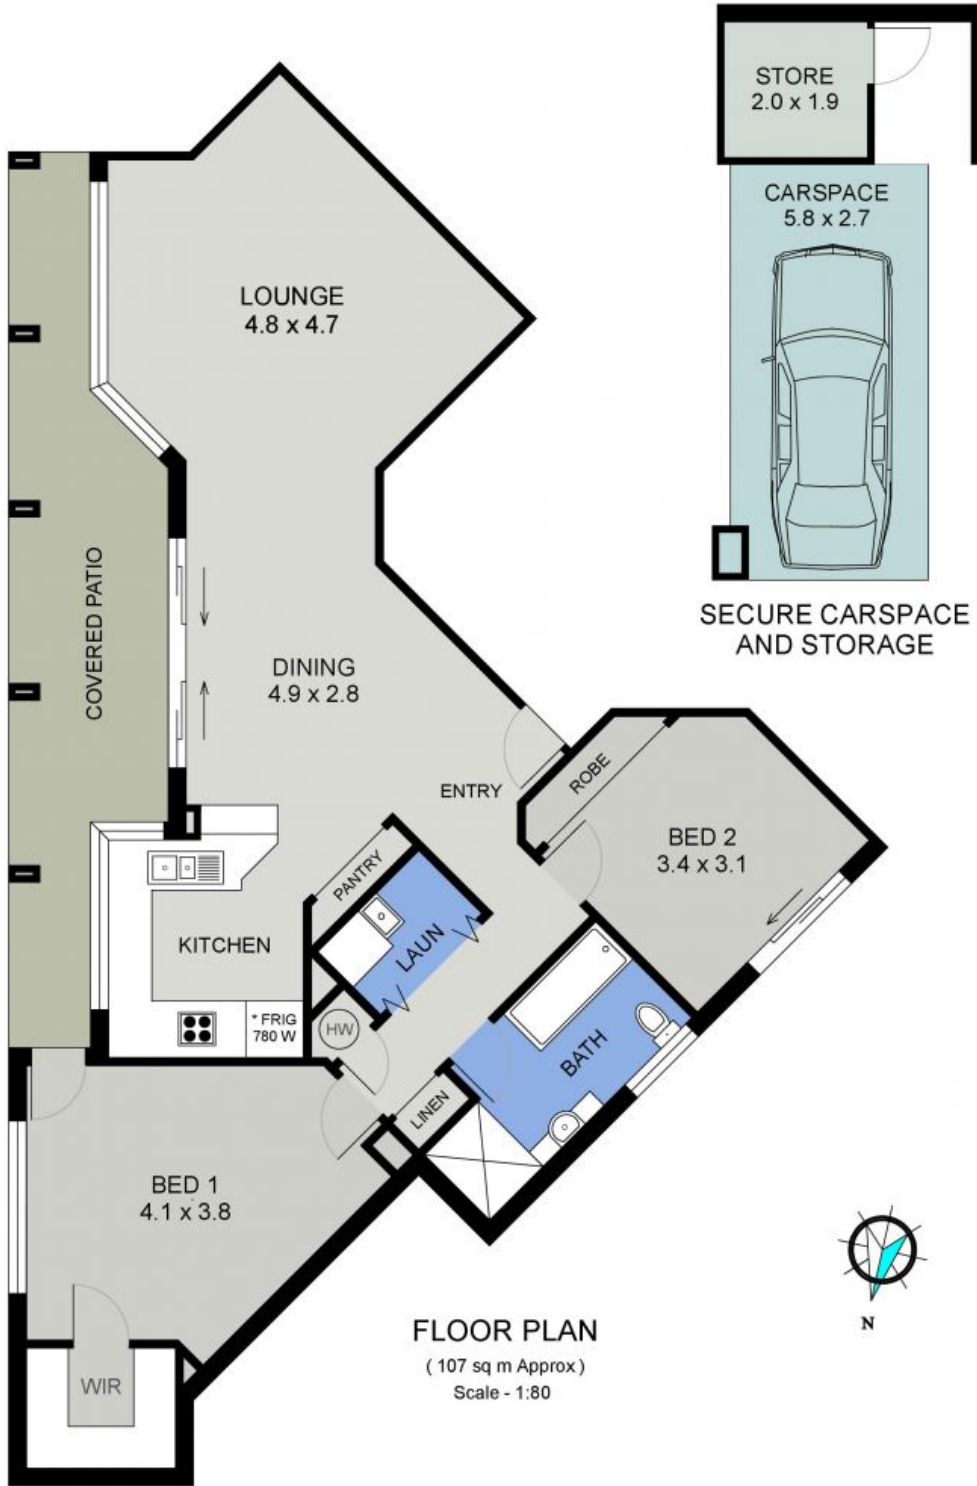 STORE
2.0 x 1.9
CARSPACE
5.8 x 2.7
SECURE CARSPACE
AND STORAGE
LOUNGE
4.8 x 4.7
COVERED PATIO
DINING
4.9 x 2.8
ENTRY
ROBE
BED 2
3.4 x 3.1
PANTRY
LAUN
KITCHEN
* FRIG
780 W
HW
BATH
LINEN
BED 1
4.1 x 3.8
WIR
N
FLOOR PLAN
( 107 sq m Approx )
Scale - 1:80